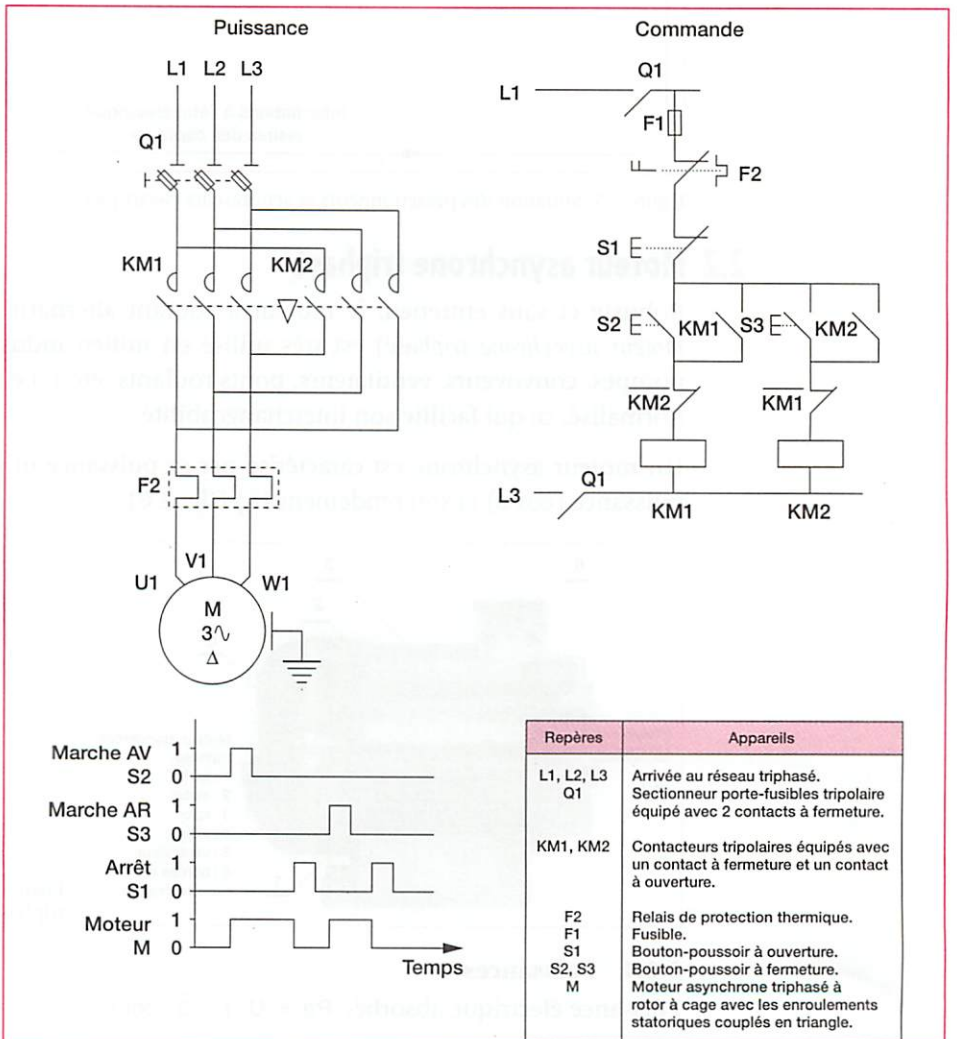 Puissance
Commande
L1 L2 L3
Q1
KM1
KM2
F2
V1
U1
W1
M
3
Δ
L1
Q1
F1
F2
S1
S2
KM1
S3
KM2
KM2
KM1
L3
Q1
KM1
KM2
Marche AV
S2
1
0
Marche AR
S3
1
0
Arrêt
S1
1
0
Moteur
M
1
0
Temps
Repères
Appareils
L1, L2, L3
Arrivée au réseau triphasé.
Q1
Sectionneur porte-fusibles tripolaire
équipé avec 2 contacts à fermeture.
KM1, KM2
Contacteurs tripolaires équipés avec
un contact à fermeture et un contact
à ouverture.
F2
Relais de protection thermique.
F1
Fusible.
S1
Bouton-poussoir à ouverture.
S2, S3
Bouton-poussoir à fermeture.
M
Moteur asynchrone triphasé à
rotor à cage avec les enroulements
statoriques couplés en triangle.